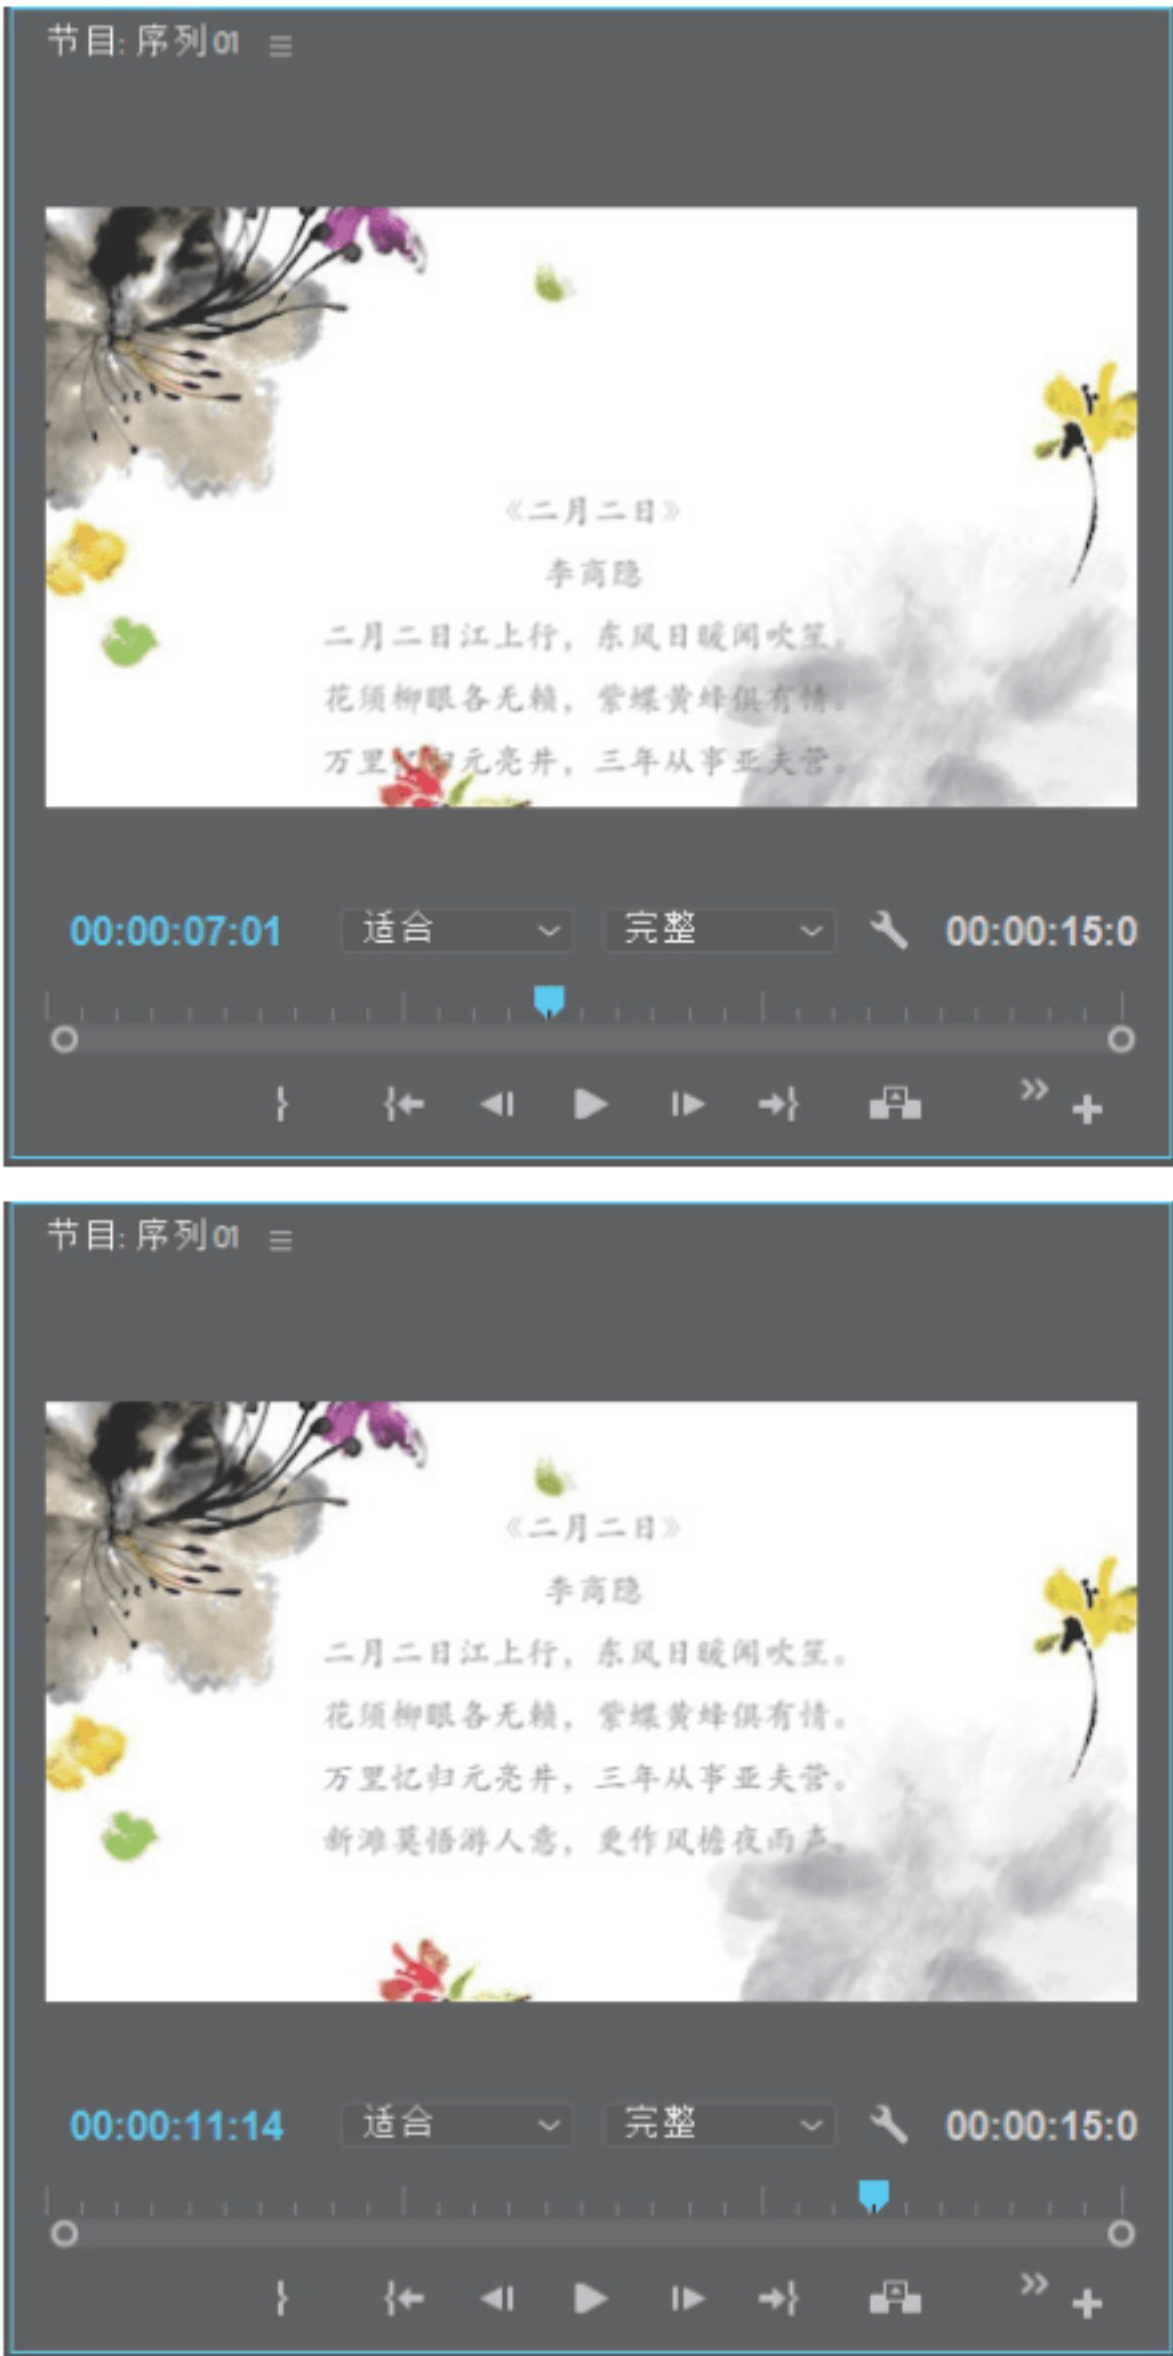 节目: 序列 01
《二月二日》
李商隐
二月二日江上行，东风日暖闻吹笙。
花须柳眼各无赖，紫蝶黄蜂俱有情。
万里忆归元亮井，三年从事亚夫营。
00:00:07:01 适合 完整 00:00:15:0
节目: 序列 01
《二月二日》
李商隐
二月二日江上行，东风日暖闻吹笙。
花须柳眼各无赖，紫蝶黄蜂俱有情。
万里忆归元亮井，三年从事亚夫营。
新滩莫悟游人意，更作风檐夜雨声。
00:00:11:14 适合 完整 00:00:15:0